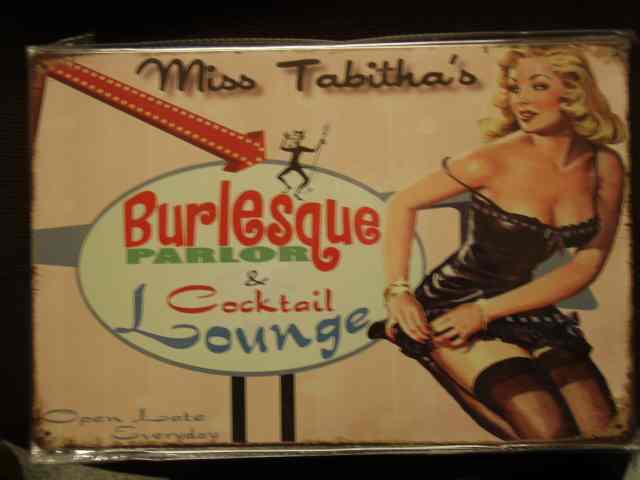 Miss Tabitha's
Burlesque
PARLOR
&
Cocktail
Lounge
Open Late
Everyday